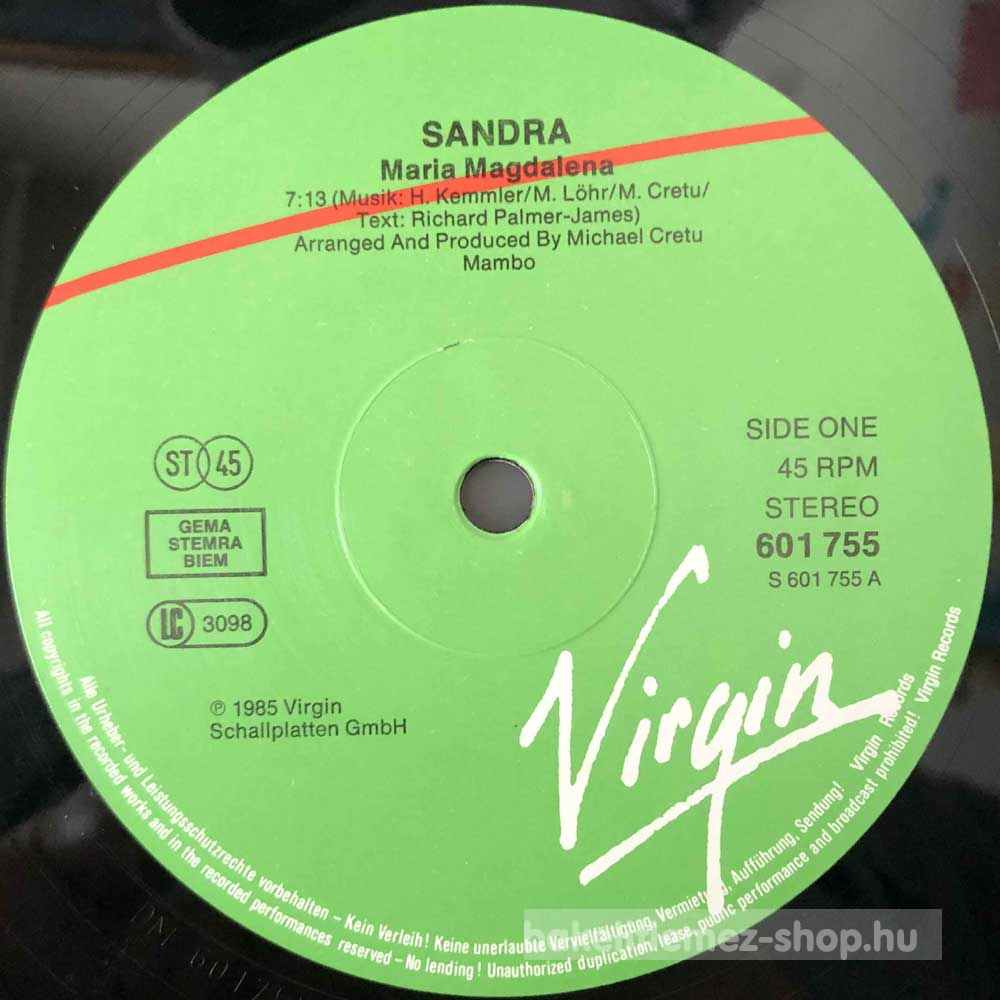 SANDRA
Maria Magdalena
7:13 (Musik: H. Kemmler/M. Löhr/M. Cretu/
Text: Richard Palmer-James)
Arranged And Produced By Michael Cretu
Mambo
ST 45
GEMA
STEMRA
BIEM
LC 3098
SIDE ONE
45 RPM
STEREO
601 755
S 601 755 A
℗ 1985 Virgin
Schallplatten GmbH
Virgin
Alle Urheber- und Leistungsschutzrechte vorbehalten – Kein Verleih! Keine unerlaubte Vervielfältigung, Vermietung, Aufführung, Sendung! Virgin Records
All copyrights in the recorded works and in the recorded performances reserved – No lending! Unauthorized duplication, lease, public performance and broadcast prohibited! Virgin Records
bakelitlemez-shop.hu